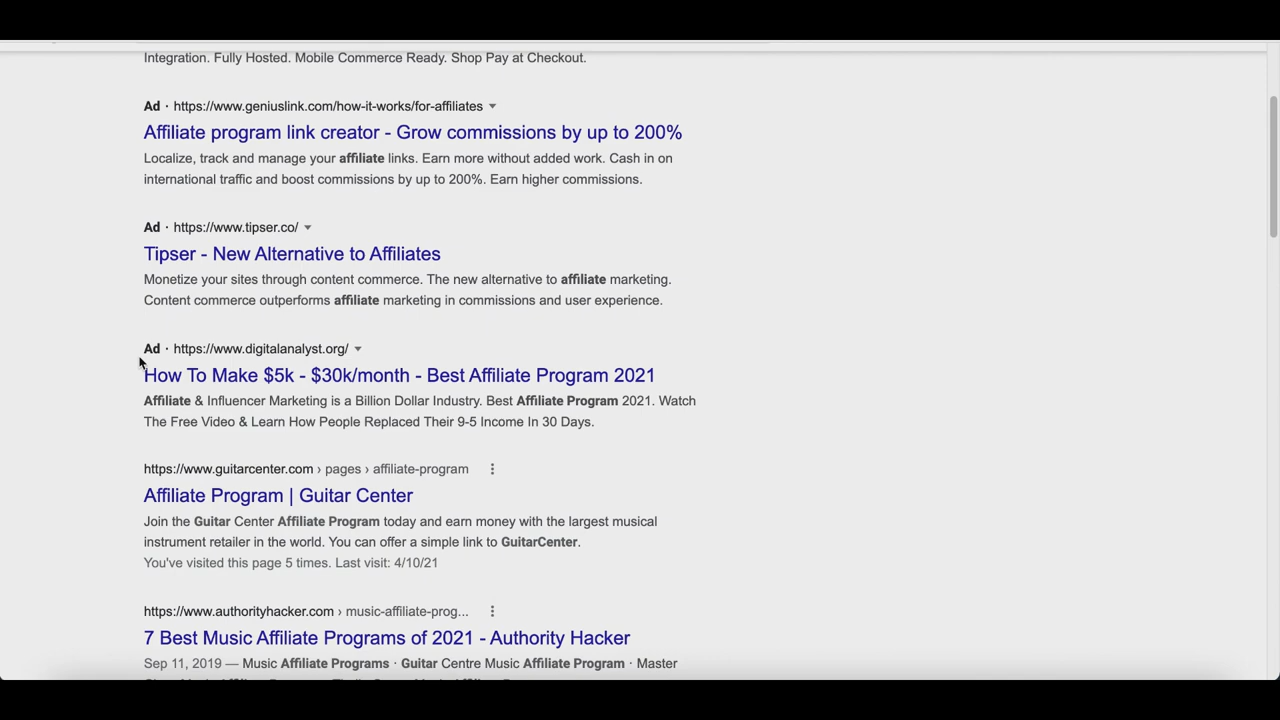 Integration. Fully Hosted. Mobile Commerce Ready. Shop Pay at Checkout.
Ad · https://www.geniuslink.com/how-it-works/for-affiliates
Affiliate program link creator - Grow commissions by up to 200%
Localize, track and manage your affiliate links. Earn more without added work. Cash in on
international traffic and boost commissions by up to 200%. Earn higher commissions.
Ad · https://www.tipser.co/
Tipser - New Alternative to Affiliates
Monetize your sites through content commerce. The new alternative to affiliate marketing.
Content commerce outperforms affiliate marketing in commissions and user experience.
Ad · https://www.digitalanalyst.org/
How To Make $5k - $30k/month - Best Affiliate Program 2021
Affiliate & Influencer Marketing is a Billion Dollar Industry. Best Affiliate Program 2021. Watch
The Free Video & Learn How People Replaced Their 9-5 Income In 30 Days.
https://www.guitarcenter.com › pages › affiliate-program
Affiliate Program | Guitar Center
Join the Guitar Center Affiliate Program today and earn money with the largest musical
instrument retailer in the world. You can offer a simple link to GuitarCenter.
You've visited this page 5 times. Last visit: 4/10/21
https://www.authorityhacker.com › music-affiliate-prog...
7 Best Music Affiliate Programs of 2021 - Authority Hacker
Sep 11, 2019 — Music Affiliate Programs · Guitar Centre Music Affiliate Program · Master